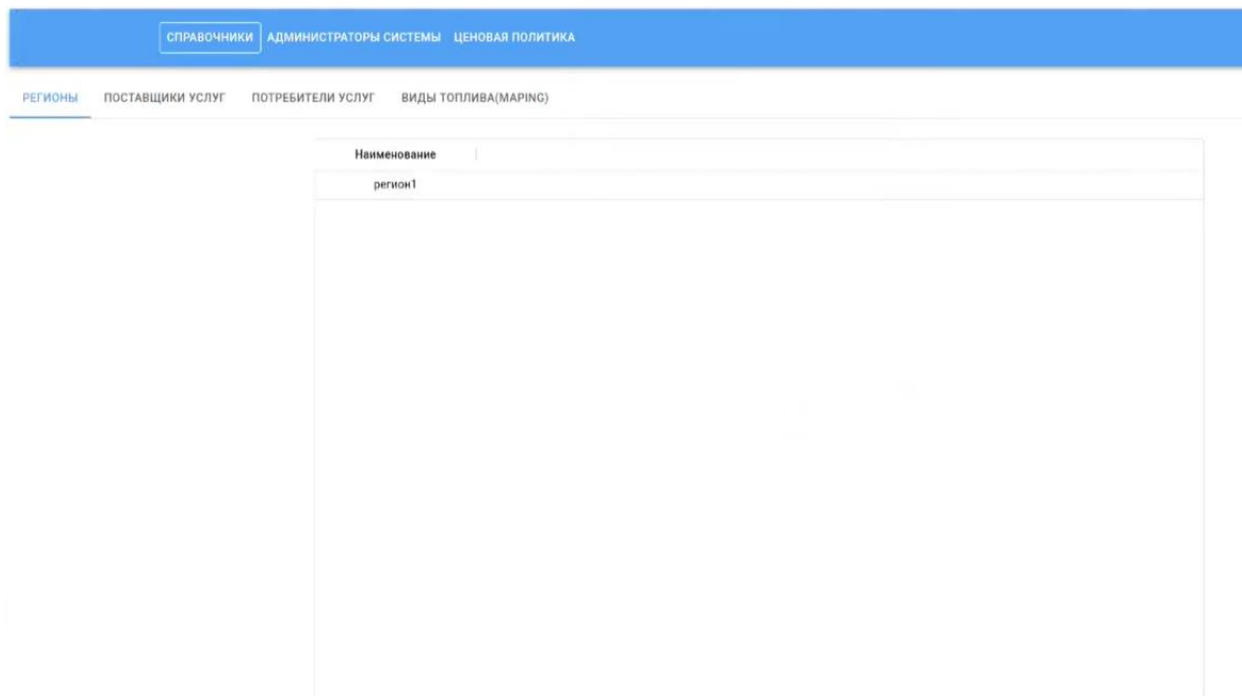 СПРАВОЧНИКИ АДМИНИСТРАТОРЫ СИСТЕМЫ ЦЕНОВАЯ ПОЛИТИКА
РЕГИОНЫ ПОСТАВЩИКИ УСЛУГ ПОТРЕБИТЕЛИ УСЛУГ ВИДЫ ТОПЛИВА(MAPING)
Наименование
регион1